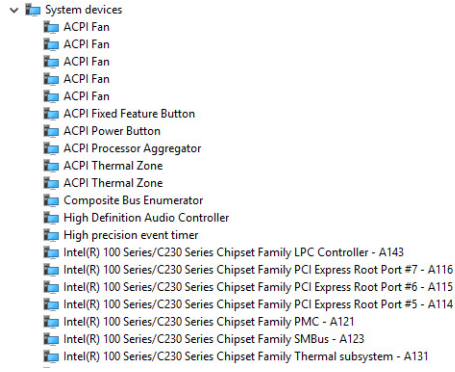 System devices
ACPI Fan
ACPI Fan
ACPI Fan
ACPI Fan
ACPI Fan
ACPI Fixed Feature Button
ACPI Power Button
ACPI Processor Aggregator
ACPI Thermal Zone
ACPI Thermal Zone
Composite Bus Enumerator
High Definition Audio Controller
High precision event timer
Intel(R) 100 Series/C230 Series Chipset Family LPC Controller - A143
Intel(R) 100 Series/C230 Series Chipset Family PCI Express Root Port #7 - A116
Intel(R) 100 Series/C230 Series Chipset Family PCI Express Root Port #6 - A115
Intel(R) 100 Series/C230 Series Chipset Family PCI Express Root Port #5 - A114
Intel(R) 100 Series/C230 Series Chipset Family PMC - A121
Intel(R) 100 Series/C230 Series Chipset Family SMBus - A123
Intel(R) 100 Series/C230 Series Chipset Family Thermal subsystem - A131